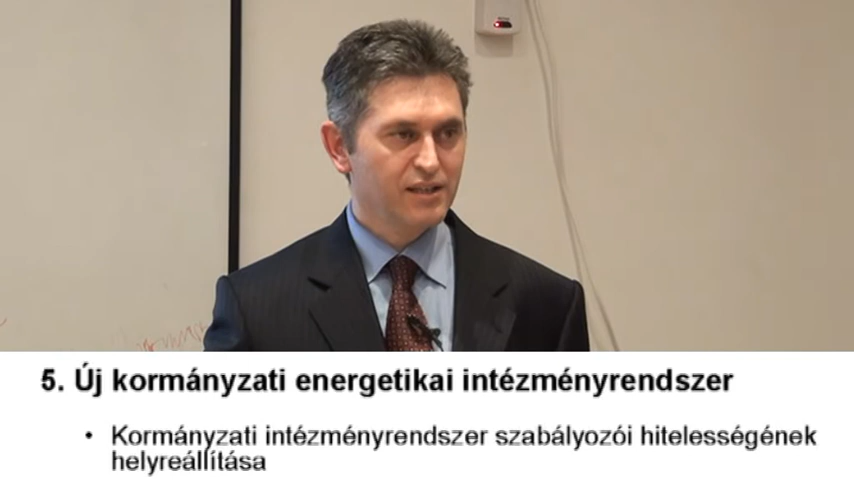 5. Új kormányzati energetikai intézményrendszer
• Kormányzati intézményrendszer szabályozói hitelességének
helyreállítása